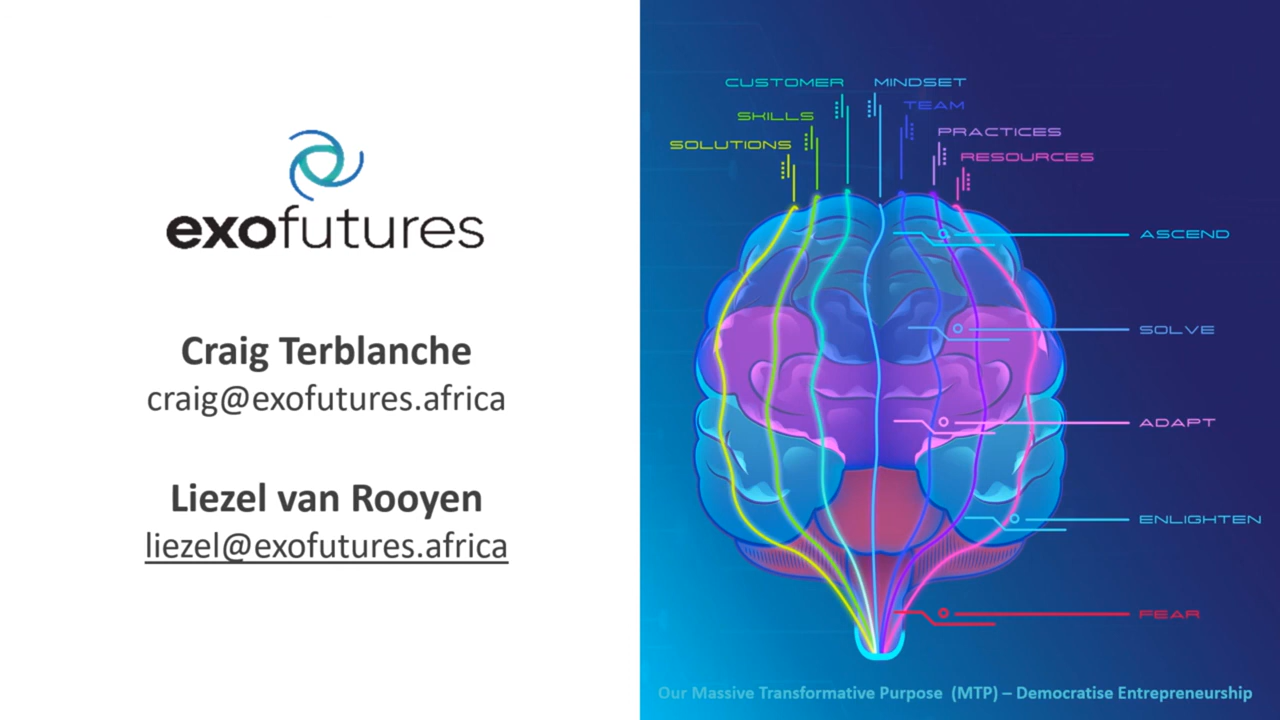 exofutures
Craig Terblanche
craig@exofutures.africa
Liezel van Rooyen
liezel@exofutures.africa
CUSTOMER
MINDSET
SKILLS
TEAM
SOLUTIONS
PRACTICES
RESOURCES
ASCEND
SOLVE
ADAPT
ENLIGHTEN
FEAR
Our Massive Transformative Purpose (MTP) – Democratise Entrepreneurship